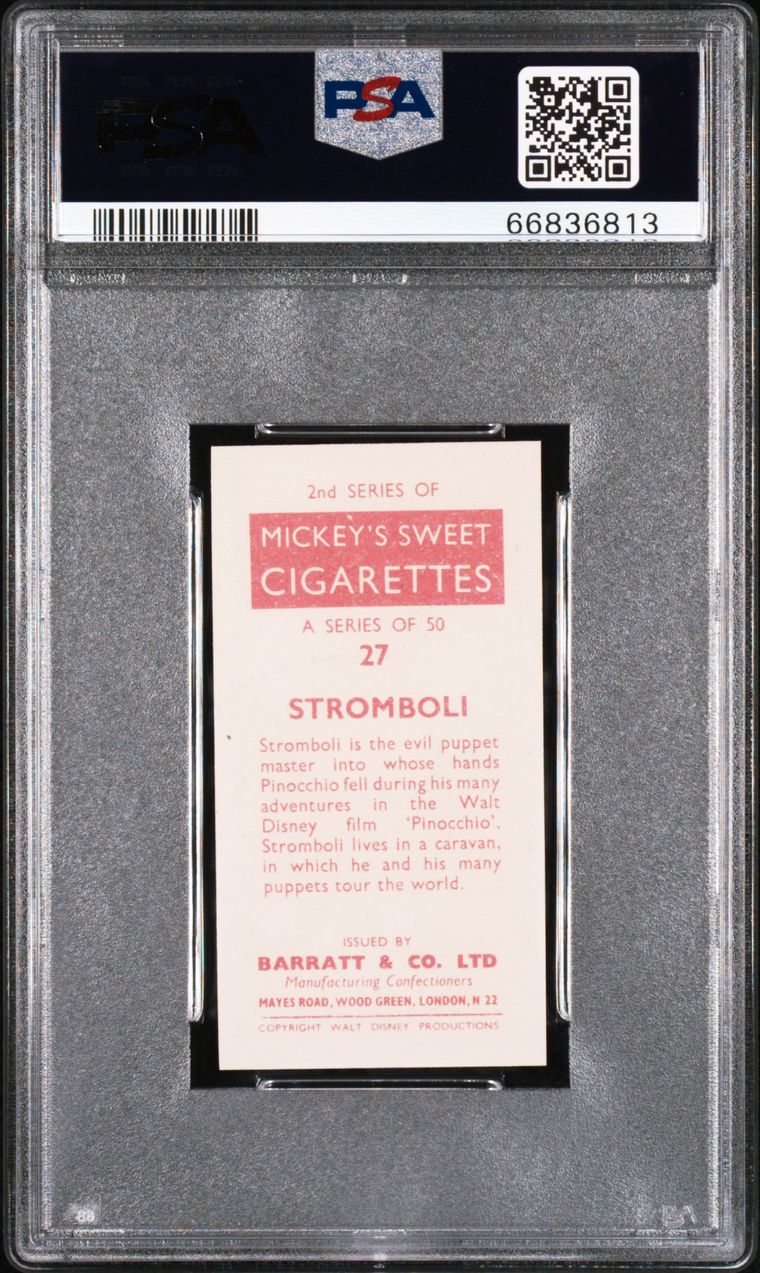 PSA
PSA
66836813
2nd SERIES OF
MICKEY'S SWEET
CIGARETTES
A SERIES OF 50
27
STROMBOLI
Stromboli is the evil puppet
master into whose hands
Pinocchio fell during his many
adventures in the Walt
Disney film 'Pinocchio'.
Stromboli lives in a caravan,
in which he and his many
puppets tour the world.
ISSUED BY
BARRATT & CO. LTD
Manufacturing Confectioners
MAYES ROAD, WOOD GREEN, LONDON, N 22
COPYRIGHT WALT DISNEY PRODUCTIONS